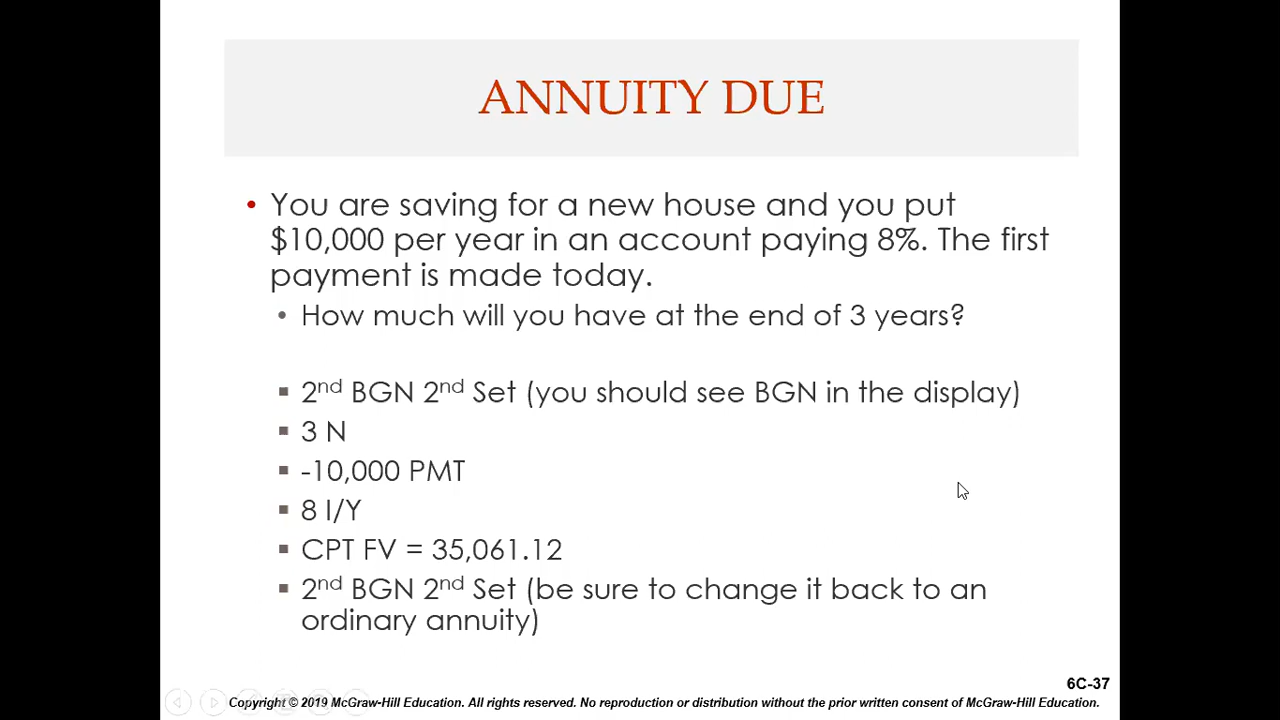 ANNUITY DUE
• You are saving for a new house and you put
$10,000 per year in an account paying 8%. The first
payment is made today.
• How much will you have at the end of 3 years?
▪ 2nd BGN 2nd Set (you should see BGN in the display)
▪ 3 N
▪ -10,000 PMT
▪ 8 I/Y
▪ CPT FV = 35,061.12
▪ 2nd BGN 2nd Set (be sure to change it back to an
ordinary annuity)
6C-37
Copyright © 2019 McGraw-Hill Education. All rights reserved. No reproduction or distribution without the prior written consent of McGraw-Hill Education.